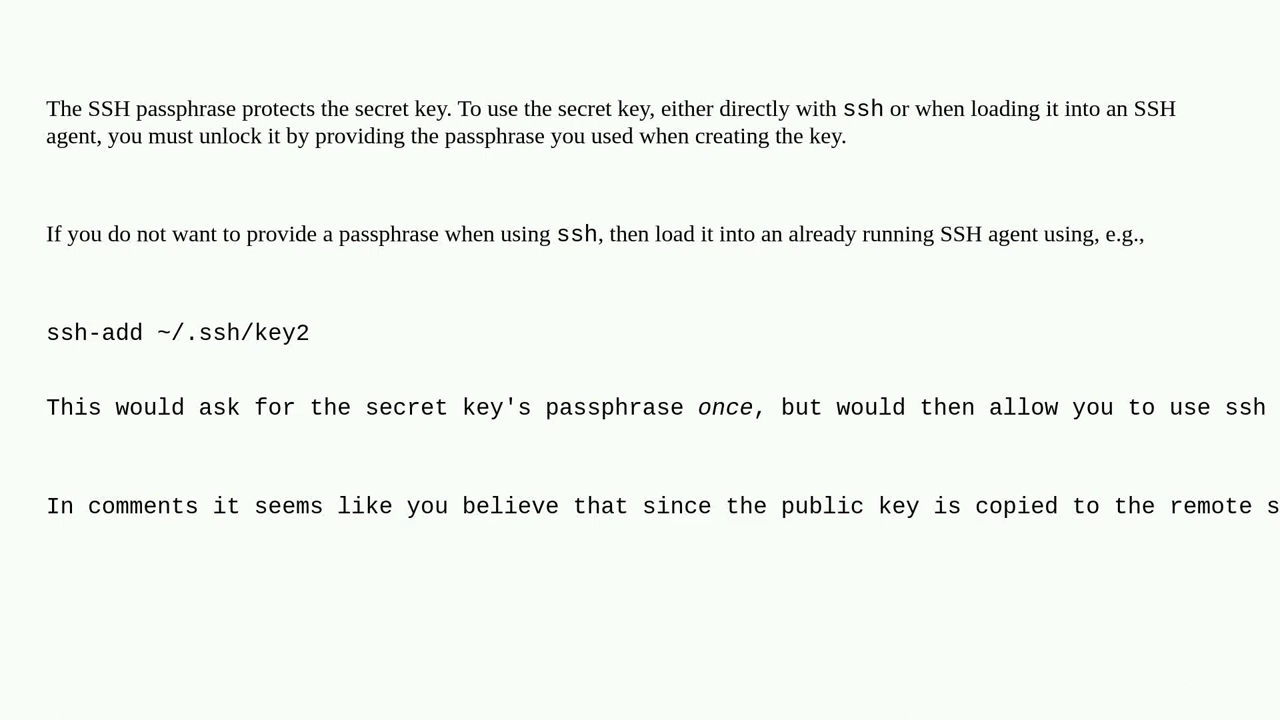 The SSH passphrase protects the secret key. To use the secret key, either directly with ssh or when loading it into an SSH
agent, you must unlock it by providing the passphrase you used when creating the key.
If you do not want to provide a passphrase when using ssh, then load it into an already running SSH agent using, e.g.,
ssh-add ~/.ssh/key2
This would ask for the secret key's passphrase once, but would then allow you to use ssh
In comments it seems like you believe that since the public key is copied to the remote